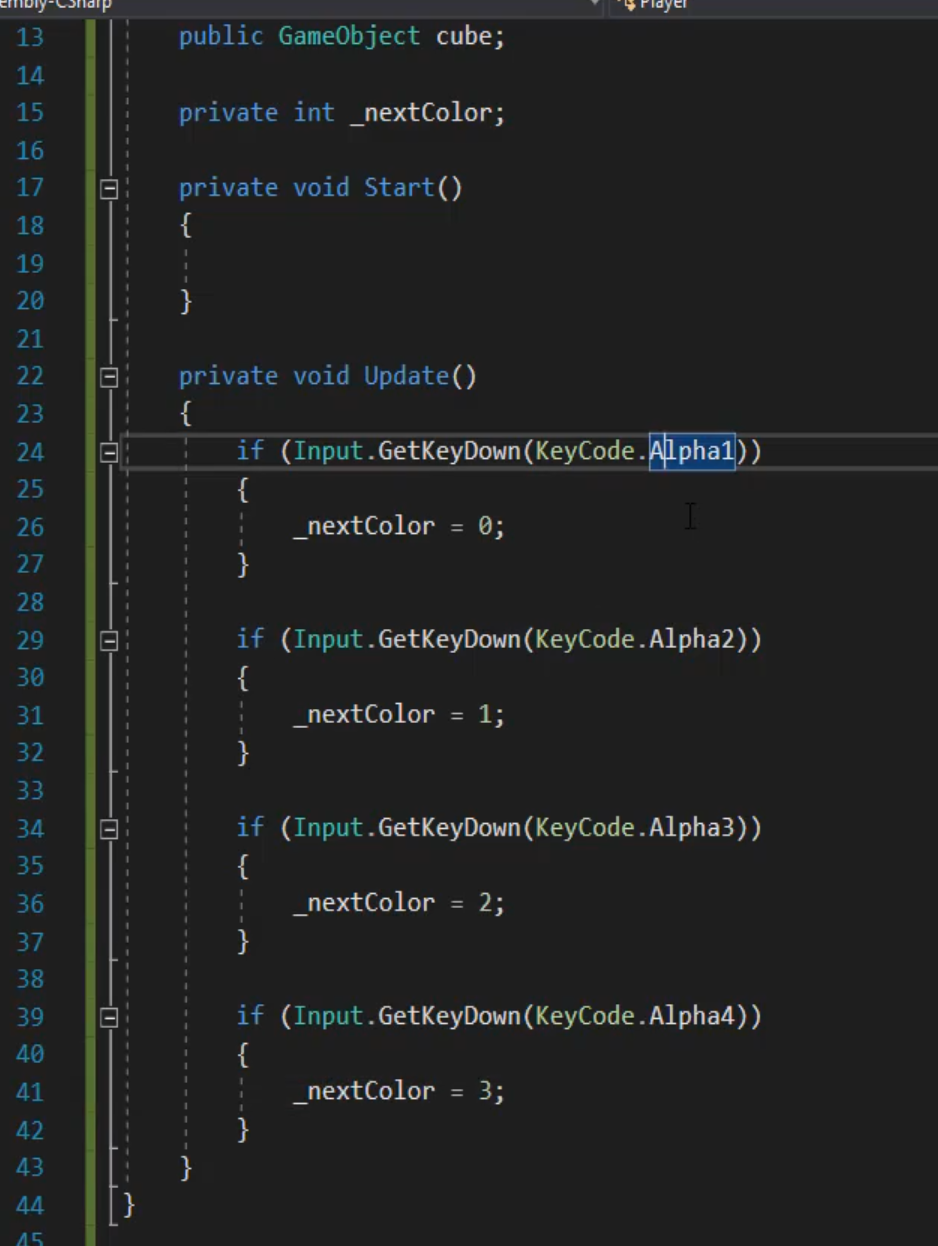 embly-CSharp Player
13 public GameObject cube;
14
15 private int _nextColor;
16
17 private void Start()
18 {
19
20 }
21
22 private void Update()
23 {
24 if (Input.GetKeyDown(KeyCode.Alpha1))
25 {
26 _nextColor = 0;
27 }
28
29 if (Input.GetKeyDown(KeyCode.Alpha2))
30 {
31 _nextColor = 1;
32 }
33
34 if (Input.GetKeyDown(KeyCode.Alpha3))
35 {
36 _nextColor = 2;
37 }
38
39 if (Input.GetKeyDown(KeyCode.Alpha4))
40 {
41 _nextColor = 3;
42 }
43 }
44 }
45